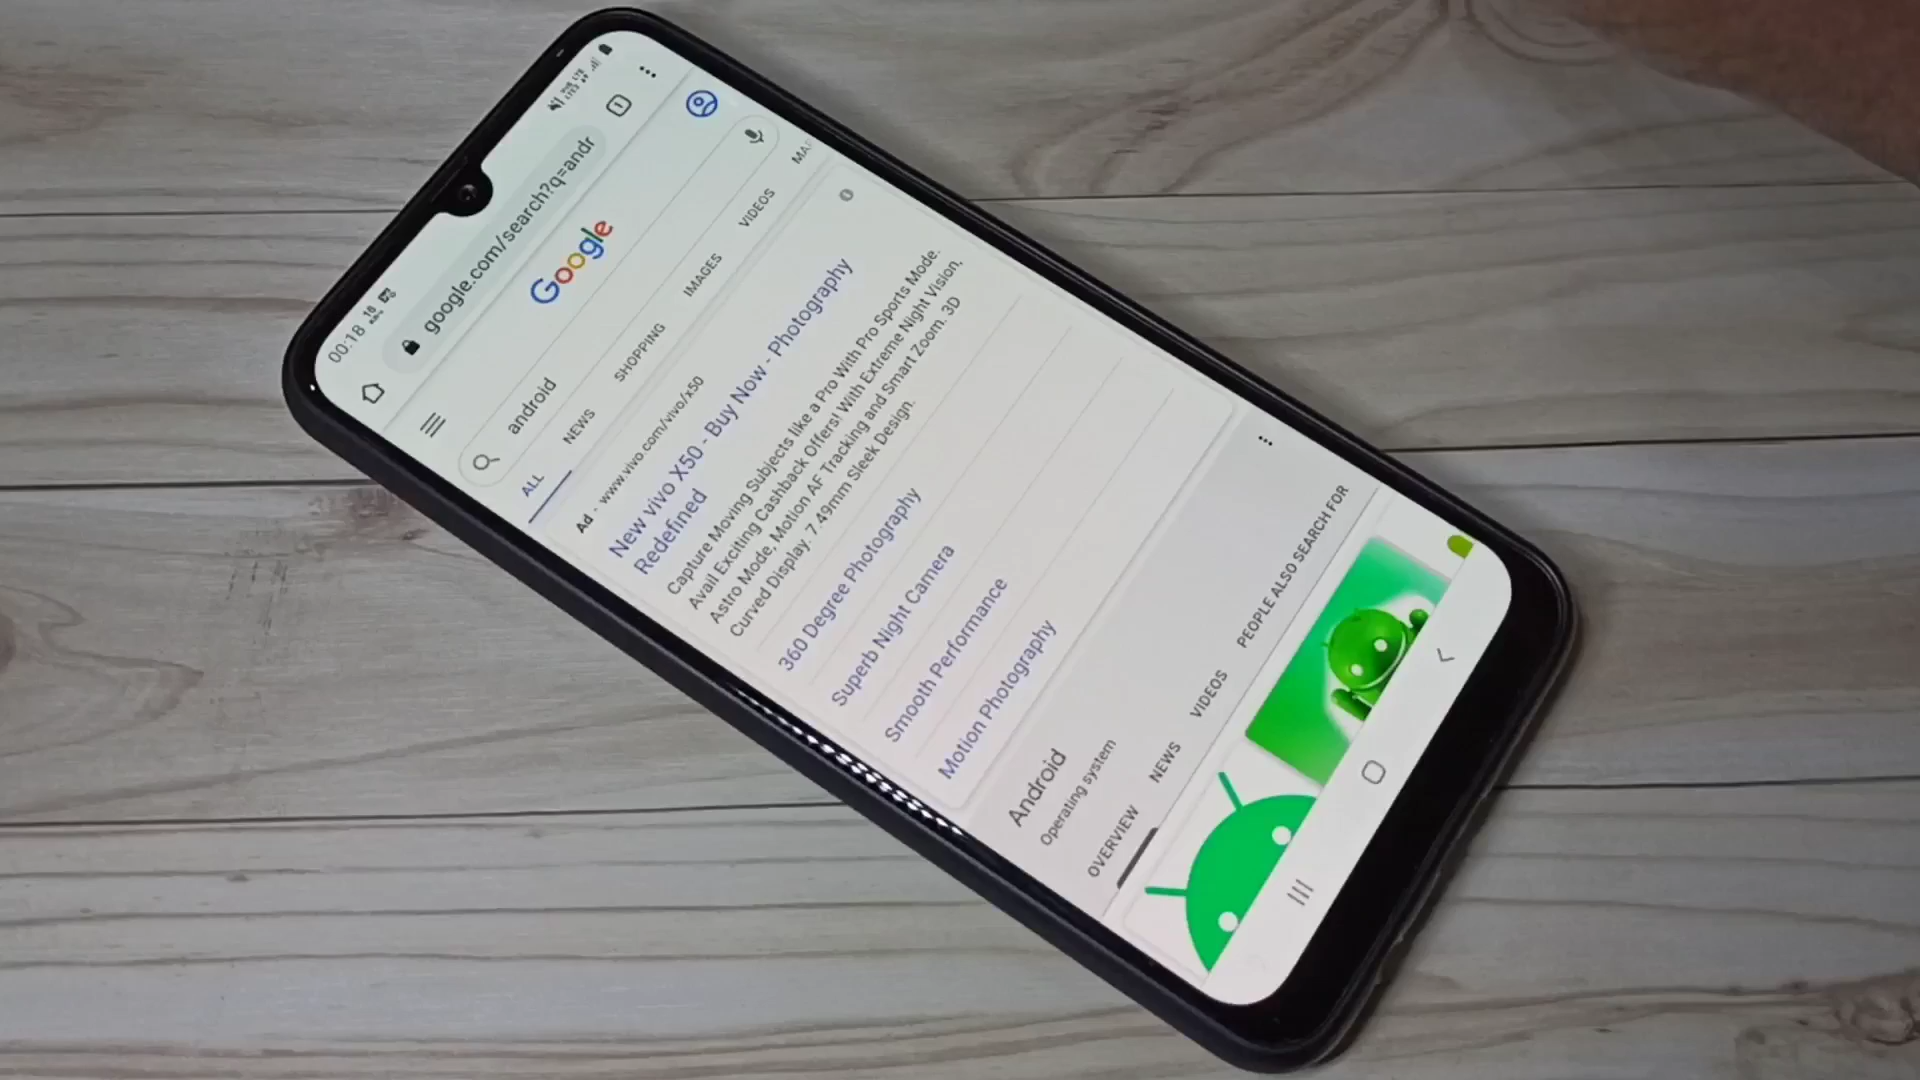 00:18
google.com/search?q=andr
1
Google
android
ALL NEWS SHOPPING IMAGES VIDEOS
Ad · www.vivo.com/vivo/x50
New vivo X50 - Buy Now - Photography
Redefined
Capture Moving Subjects like a Pro With Pro Sports Mode.
Avail Exciting Cashback Offers! With Extreme Night Vision,
Astro Mode, Motion AF Tracking and Smart Zoom. 3D
Curved Display. 7.49mm Sleek Design.
360 Degree Photography
Superb Night Camera
Smooth Performance
Motion Photography
Android
Operating system
OVERVIEW NEWS VIDEOS PEOPLE ALSO SEARCH FOR